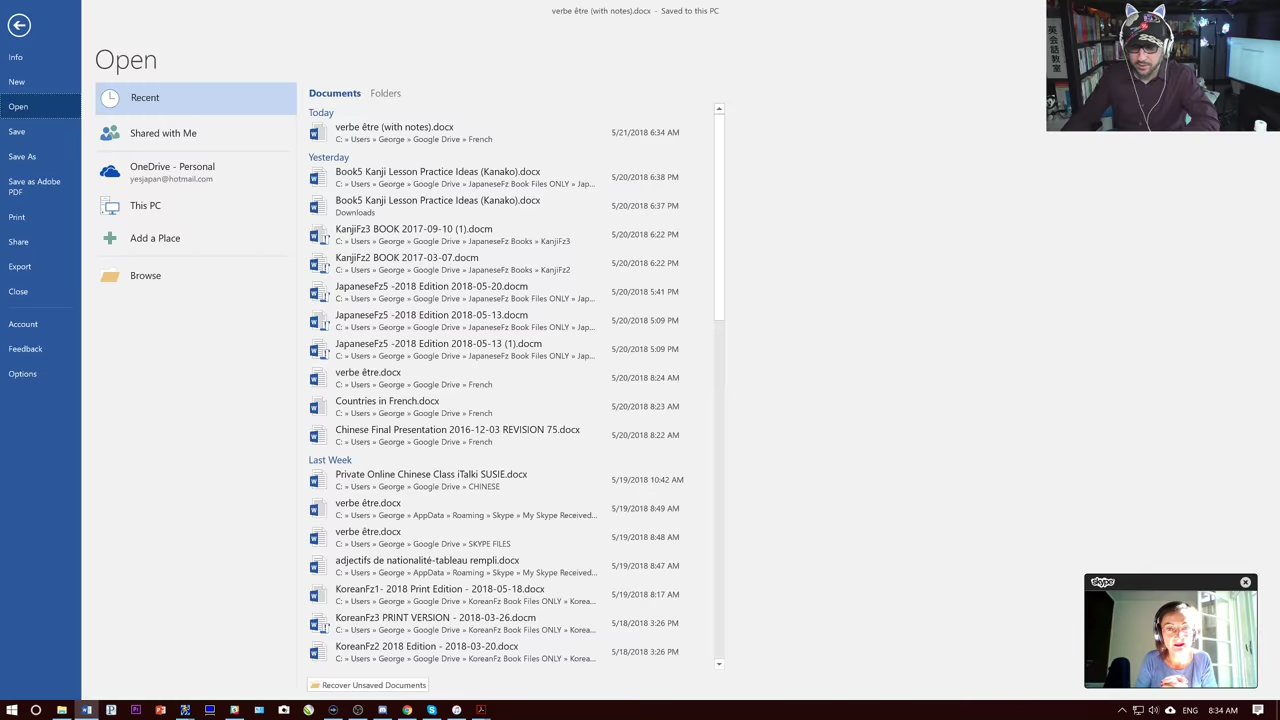 verbe être (with notes).docx - Saved to this PC
Info
New
Open
Save
Save As
Save as Adobe
PDF
Print
Share
Export
Close
Account
Feedback
Options
Open
Recent
Shared with Me
OneDrive - Personal
yesjapan@hotmail.com
This PC
Add a Place
Browse
Documents Folders
Today
verbe être (with notes).docx 5/21/2018 6:34 AM
C: » Users » George » Google Drive » French
Yesterday
Book5 Kanji Lesson Practice Ideas (Kanako).docx 5/20/2018 6:38 PM
C: » Users » George » Google Drive » JapaneseFz Book Files ONLY » Jap...
Book5 Kanji Lesson Practice Ideas (Kanako).docx 5/20/2018 6:37 PM
Downloads
KanjiFz3 BOOK 2017-09-10 (1).docm 5/20/2018 6:22 PM
C: » Users » George » Google Drive » JapaneseFz Books » KanjiFz3
KanjiFz2 BOOK 2017-03-07.docm 5/20/2018 6:22 PM
C: » Users » George » Google Drive » JapaneseFz Books » KanjiFz2
JapaneseFz5 -2018 Edition 2018-05-20.docm 5/20/2018 5:41 PM
C: » Users » George » Google Drive » JapaneseFz Book Files ONLY » Jap...
JapaneseFz5 -2018 Edition 2018-05-13.docm 5/20/2018 5:09 PM
C: » Users » George » Google Drive » JapaneseFz Book Files ONLY » Jap...
JapaneseFz5 -2018 Edition 2018-05-13 (1).docm 5/20/2018 5:09 PM
C: » Users » George » Google Drive » JapaneseFz Book Files ONLY » Jap...
verbe être.docx 5/20/2018 8:24 AM
C: » Users » George » Google Drive » French
Countries in French.docx 5/20/2018 8:23 AM
C: » Users » George » Google Drive » French
Chinese Final Presentation 2016-12-03 REVISION 75.docx 5/20/2018 8:22 AM
C: » Users » George » Google Drive » French
Last Week
Private Online Chinese Class iTalki SUSIE.docx 5/19/2018 10:42 AM
C: » Users » George » Google Drive » CHINESE
verbe être.docx 5/19/2018 8:49 AM
C: » Users » George » AppData » Roaming » Skype » My Skype Received...
verbe être.docx 5/19/2018 8:48 AM
C: » Users » George » Google Drive » SKYPE FILES
adjectifs de nationalité-tableau rempli.docx 5/19/2018 8:47 AM
C: » Users » George » AppData » Roaming » Skype » My Skype Received...
KoreanFz1- 2018 Print Edition - 2018-05-18.docx 5/19/2018 8:17 AM
C: » Users » George » Google Drive » KoreanFz Book Files ONLY » Korea...
KoreanFz3 PRINT VERSION - 2018-03-26.docm 5/18/2018 3:26 PM
C: » Users » George » Google Drive » KoreanFz Book Files ONLY » Korea...
KoreanFz2 2018 Edition - 2018-03-20.docx 5/18/2018 3:26 PM
C: » Users » George » Google Drive » KoreanFz Book Files ONLY » Korea...
Recover Unsaved Documents
英会話教室
skype
ENG 8:34 AM